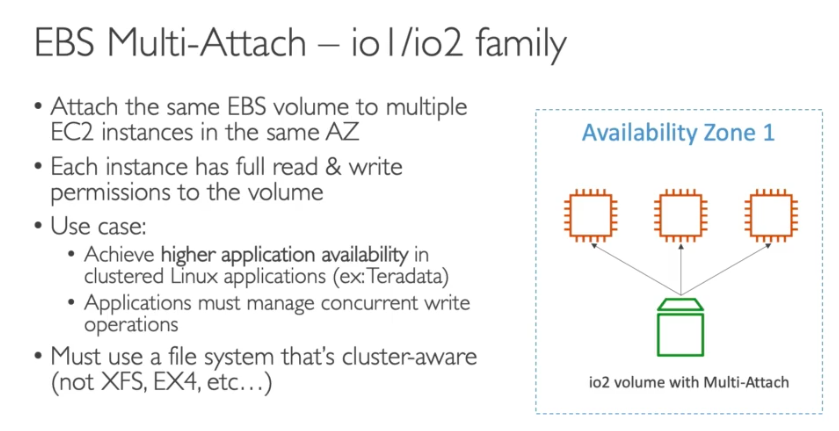 EBS Multi-Attach – io1/io2 family
• Attach the same EBS volume to multiple
EC2 instances in the same AZ
• Each instance has full read & write
permissions to the volume
• Use case:
• Achieve higher application availability in
clustered Linux applications (ex: Teradata)
• Applications must manage concurrent write
operations
• Must use a file system that's cluster-aware
(not XFS, EX4, etc…)
Availability Zone 1
io2 volume with Multi-Attach